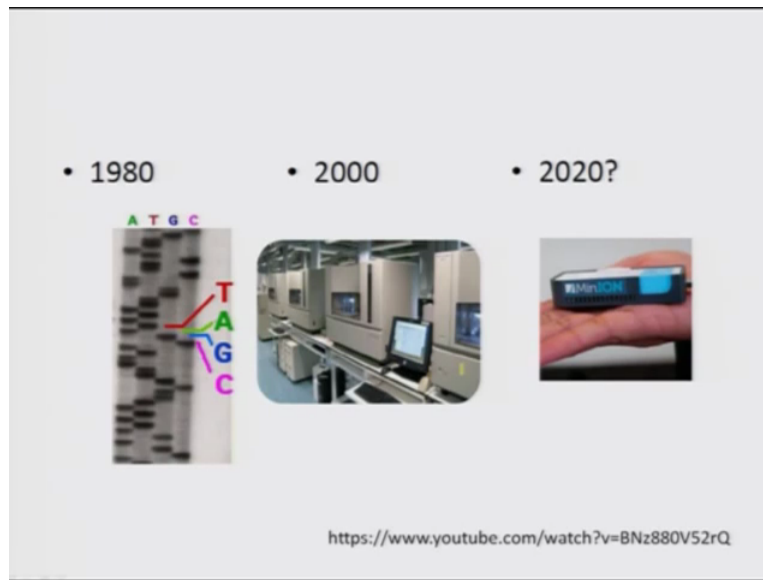 • 1980
• 2000
• 2020?
A T G C
T
A
G
C
MinION
https://www.youtube.com/watch?v=BNz880V52rQ